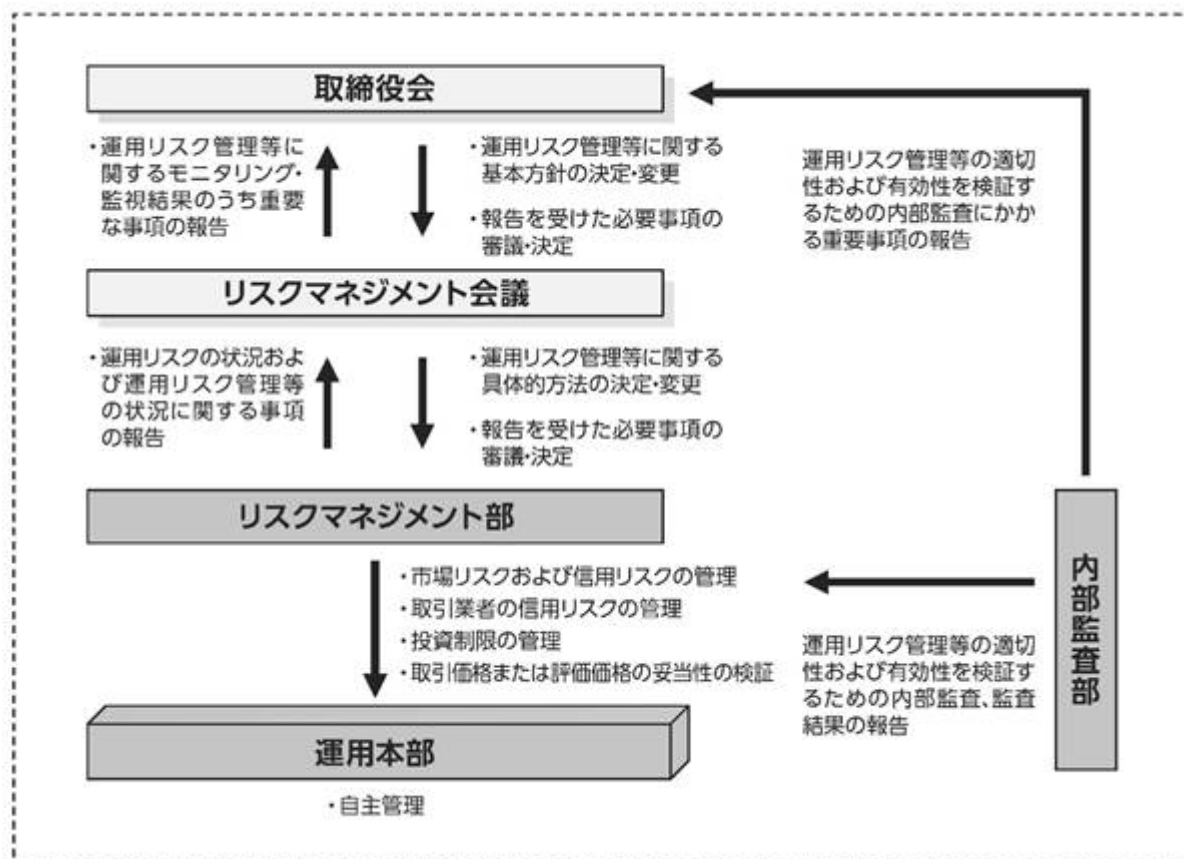 取締役会
・運用リスク管理等に
関するモニタリング・
監視結果のうち重要
な事項の報告
・運用リスク管理等に関する
基本方針の決定・変更
・報告を受けた必要事項の
審議・決定
運用リスク管理等の適切
性および有効性を検証す
るための内部監査にかか
る重要事項の報告
リスクマネジメント会議
・運用リスクの状況およ
び運用リスク管理等
の状況に関する事項
の報告
・運用リスク管理等に関する
具体的方法の決定・変更
・報告を受けた必要事項の
審議・決定
リスクマネジメント部
・市場リスクおよび信用リスクの管理
・取引業者の信用リスクの管理
・投資制限の管理
・取引価格または評価価格の妥当性の検証
内部監査部
運用リスク管理等の適切
性および有効性を検証す
るための内部監査、監査
結果の報告
運用本部
・自主管理